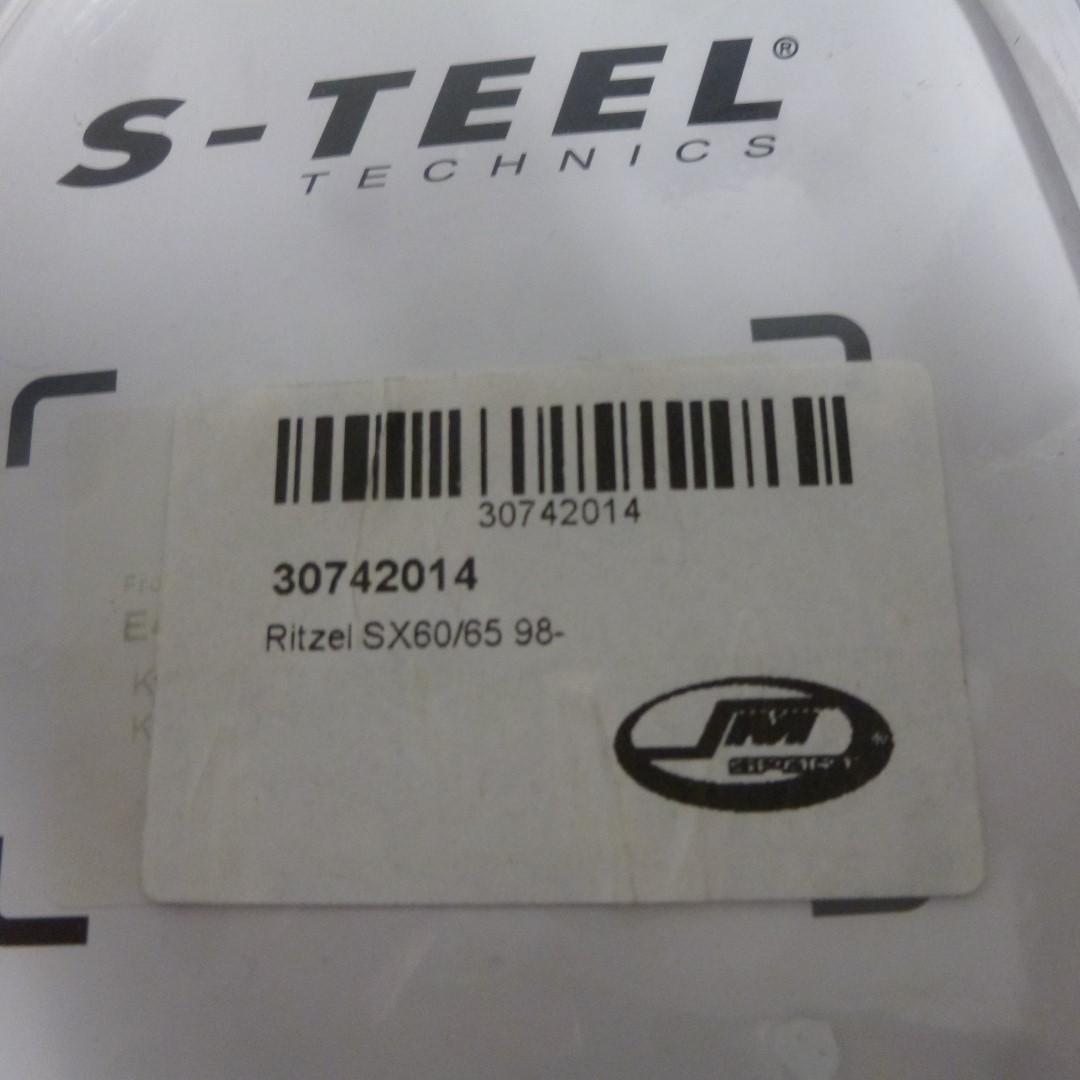 S-TEEL®
TECHNICS
30742014
30742014
Ritzel SX60/65 98-